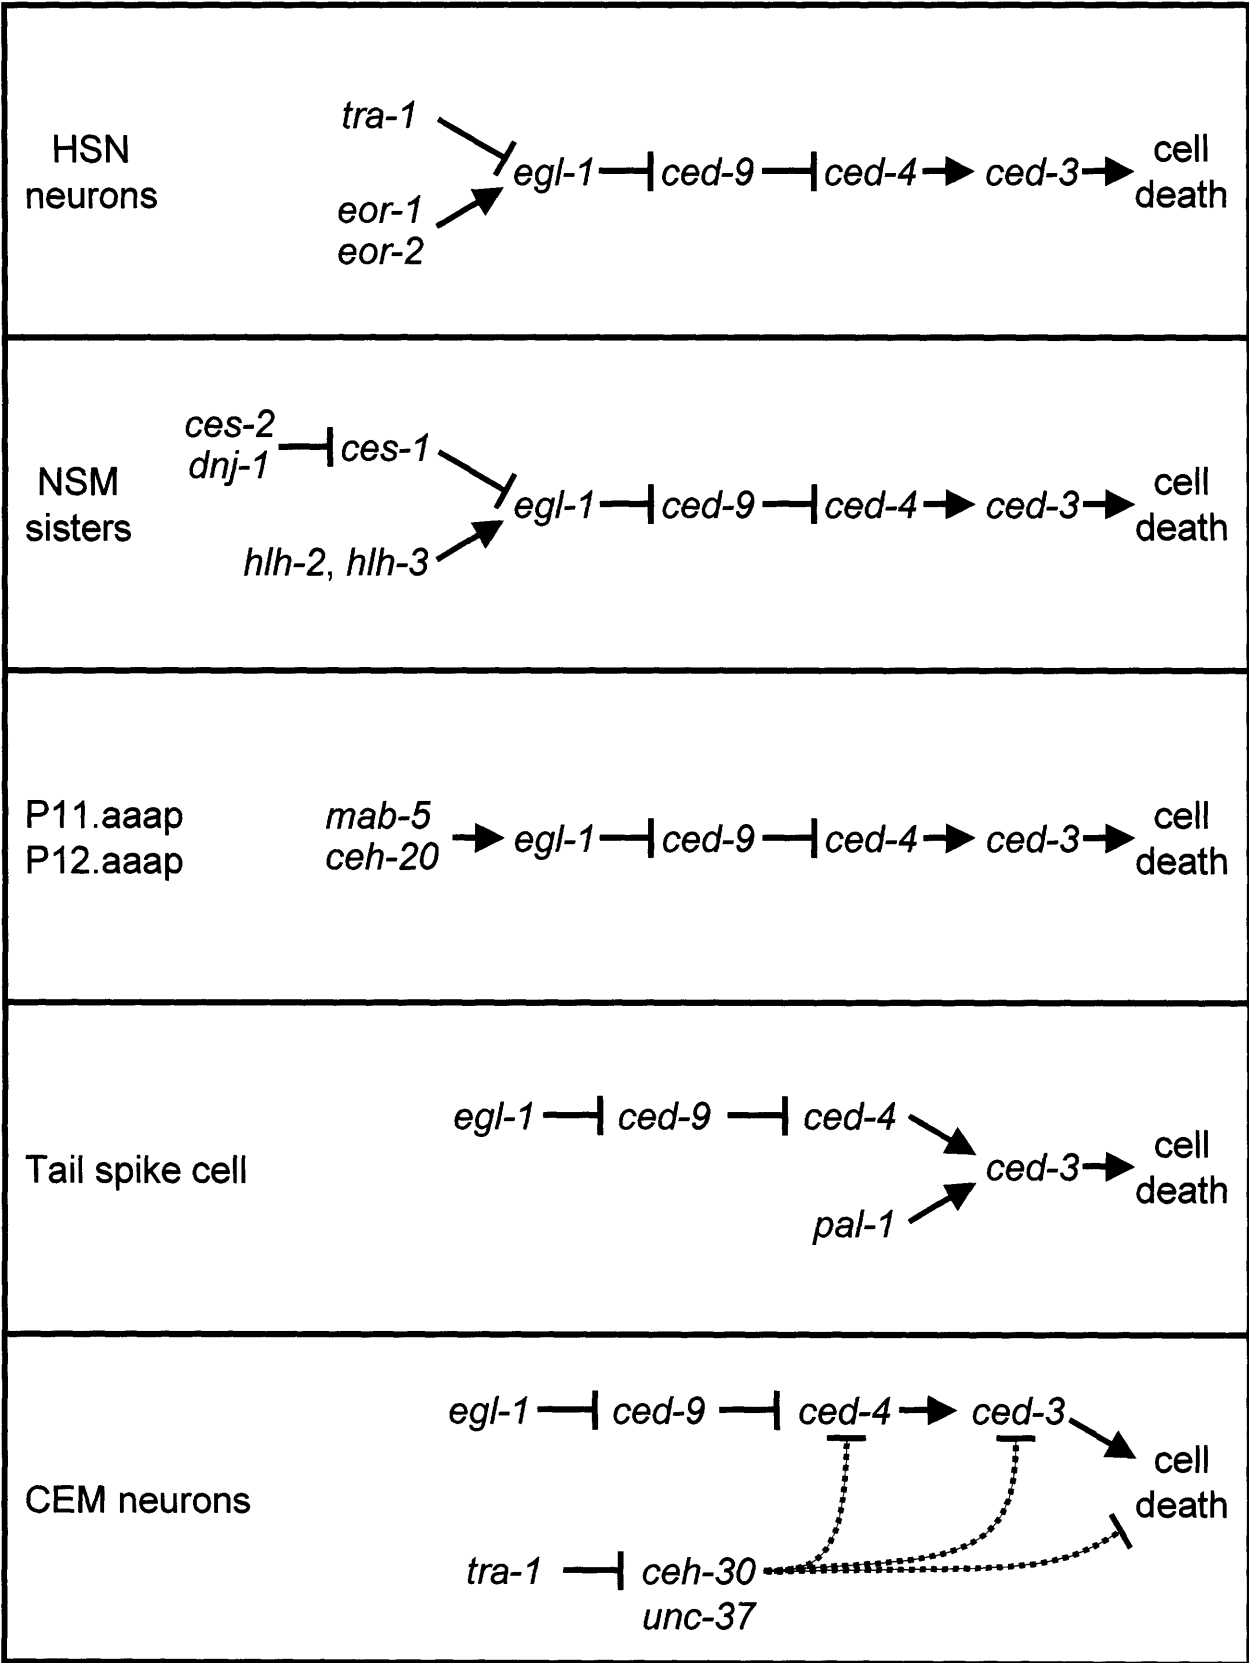 HSN
neurons
tra-1
eor-1
eor-2
egl-1 ced-9 ced-4 ced-3
cell
death
NSM
sisters
ces-2
dnj-1
ces-1
hlh-2, hlh-3
egl-1 ced-9 ced-4 ced-3
cell
death
P11.aaap
P12.aaap
mab-5
ceh-20
egl-1 ced-9 ced-4 ced-3
cell
death
Tail spike cell
egl-1 ced-9 ced-4
pal-1
ced-3
cell
death
CEM neurons
egl-1 ced-9 ced-4 ced-3
tra-1 ceh-30
unc-37
cell
death